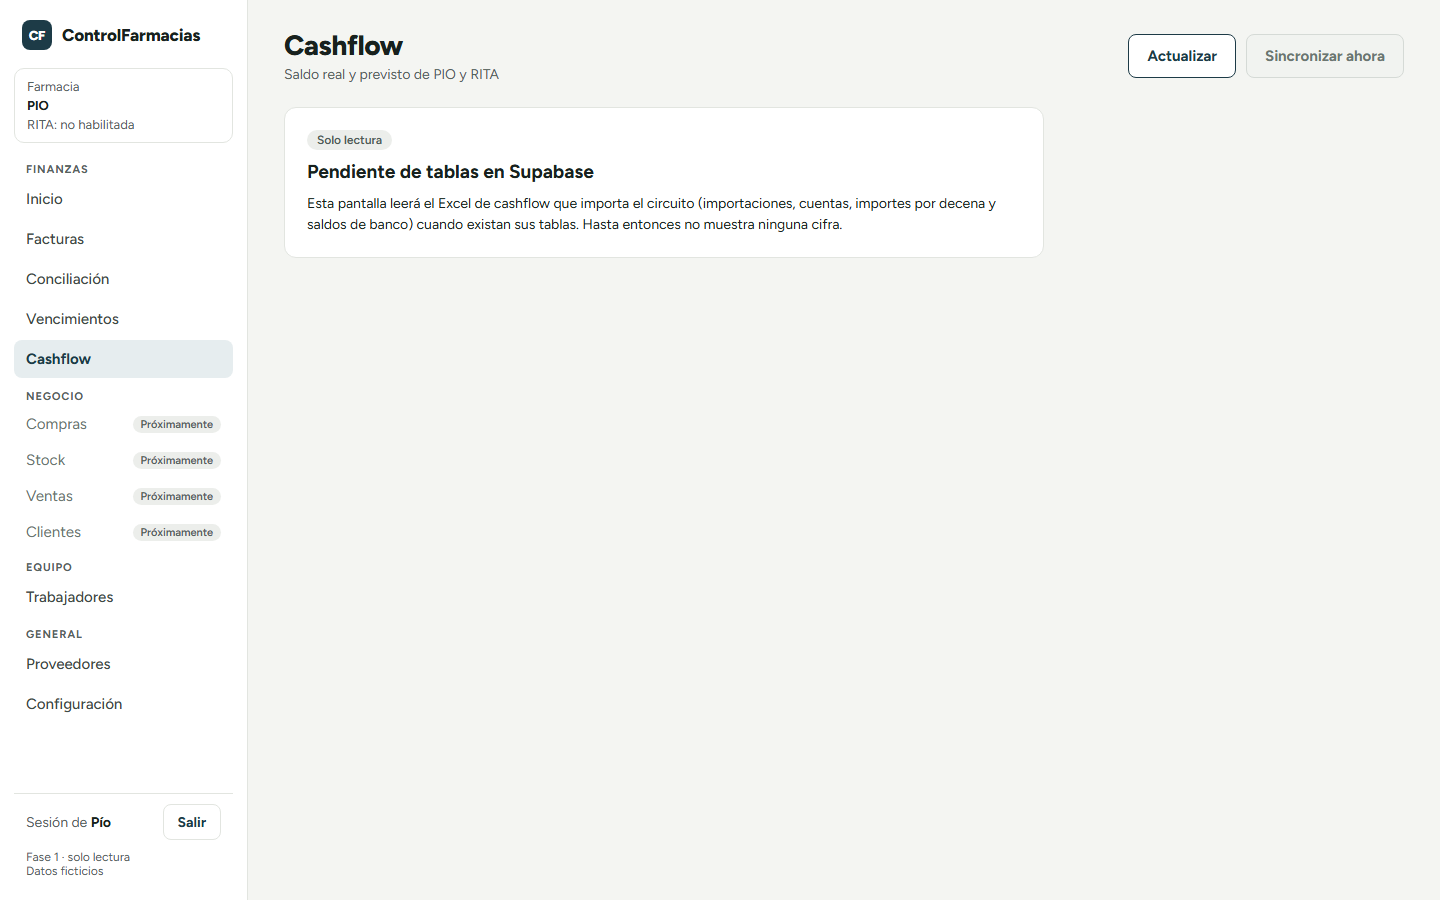 CF ControlFarmacias
Farmacia
PIO
RITA: no habilitada
FINANZAS
Inicio
Facturas
Conciliación
Vencimientos
Cashflow
NEGOCIO
Compras Próximamente
Stock Próximamente
Ventas Próximamente
Clientes Próximamente
EQUIPO
Trabajadores
GENERAL
Proveedores
Configuración
Sesión de Pío Salir
Fase 1 · solo lectura
Datos ficticios
Cashflow
Saldo real y previsto de PIO y RITA
Actualizar Sincronizar ahora
Solo lectura
Pendiente de tablas en Supabase
Esta pantalla leerá el Excel de cashflow que importa el circuito (importaciones, cuentas, importes por decena y
saldos de banco) cuando existan sus tablas. Hasta entonces no muestra ninguna cifra.